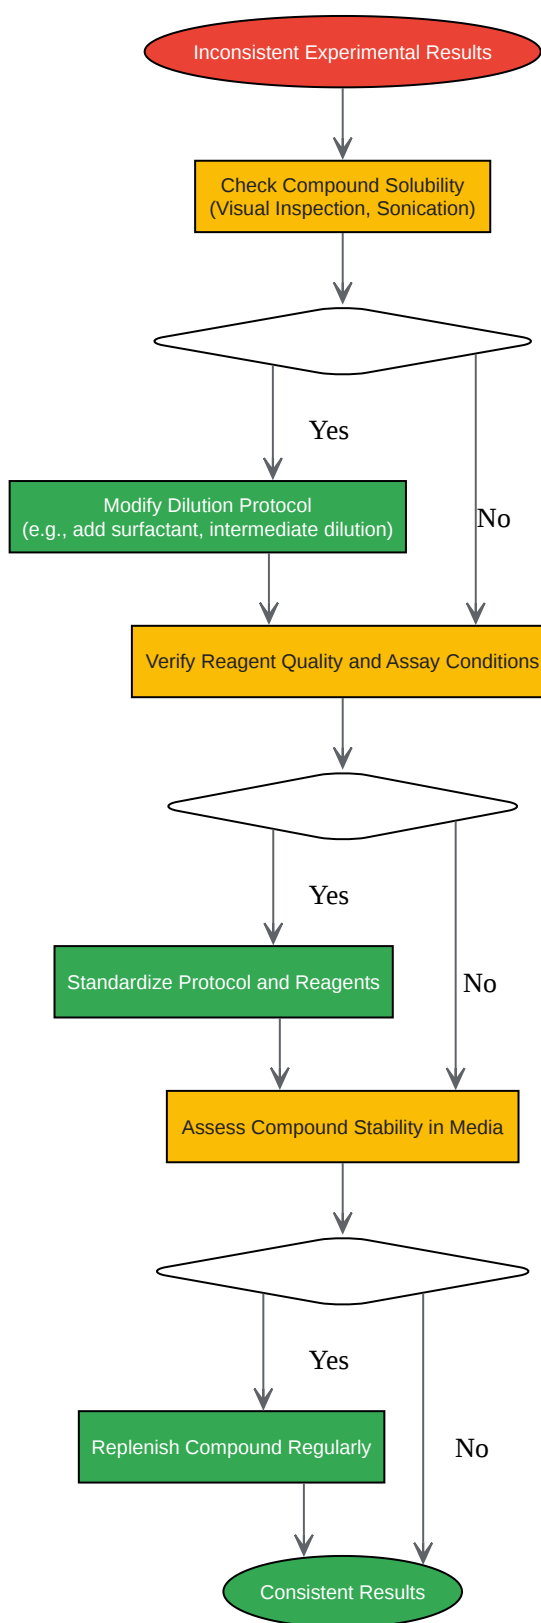 Inconsistent Experimental Results
Check Compound Solubility
(Visual Inspection, Sonication)
Yes
Modify Dilution Protocol
(e.g., add surfactant, intermediate dilution)
No
Verify Reagent Quality and Assay Conditions
Yes
Standardize Protocol and Reagents
No
Assess Compound Stability in Media
Yes
Replenish Compound Regularly
No
Consistent Results